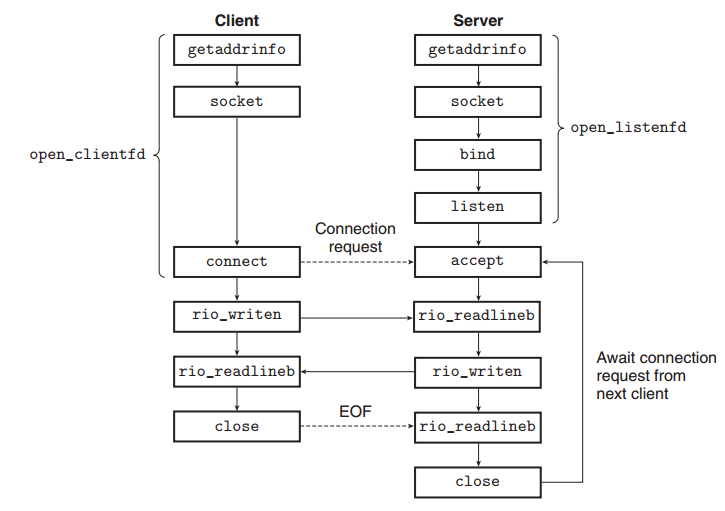 Client
Server
getaddrinfo
getaddrinfo
socket
socket
open_listenfd
open_clientfd
bind
listen
Connection
request
connect
accept
rio_writen
rio_readlineb
rio_readlineb
rio_writen
Await connection
request from
next client
EOF
close
rio_readlineb
close